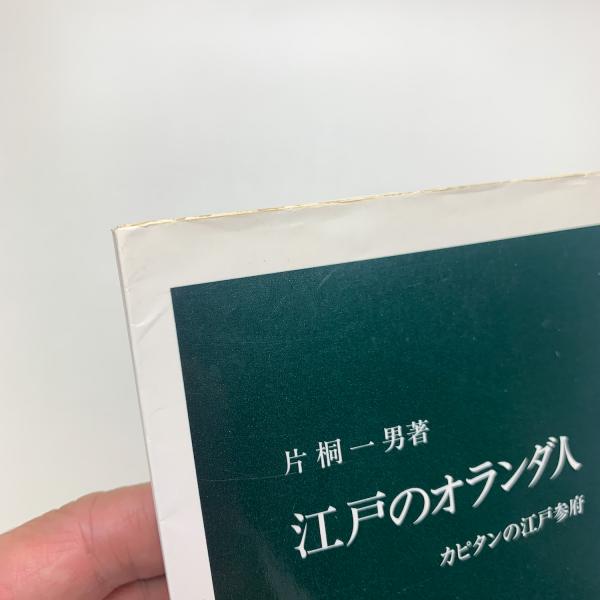 片桐一男著
江戸のオランダ人
カピタンの江戸参府